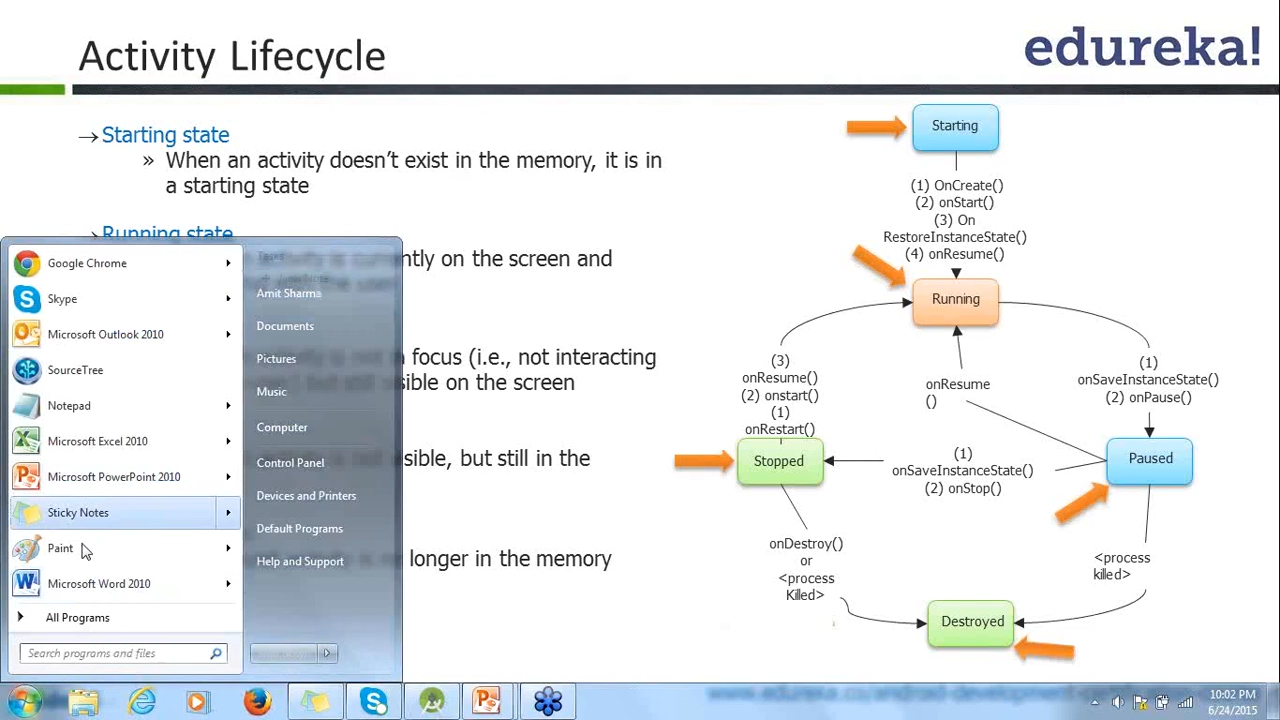 Activity Lifecycle
edureka!
→Starting state
» When an activity doesn't exist in the memory, it is in
a starting state
Running state
currently on the screen and
in focus (i.e., not interacting
visible on the screen
visible, but still in the
longer in the memory
Google Chrome
Skype
Microsoft Outlook 2010
SourceTree
Notepad
Microsoft Excel 2010
Microsoft PowerPoint 2010
Sticky Notes
Paint
Microsoft Word 2010
All Programs
Search programs and files
Amit Sharma
Documents
Pictures
Music
Computer
Control Panel
Devices and Printers
Default Programs
Help and Support
Starting
(1) OnCreate()
(2) onStart()
(3) On
RestoreInstanceState()
(4) onResume()
Running
(3)
onResume()
(2) onstart()
(1)
onRestart()
onResume
()
(1)
onSaveInstanceState()
(2) onPause()
Stopped
(1)
onSaveInstanceState()
(2) onStop()
Paused
onDestroy()
or
<process
Killed>
<process
killed>
Destroyed
10:02 PM
6/24/2015